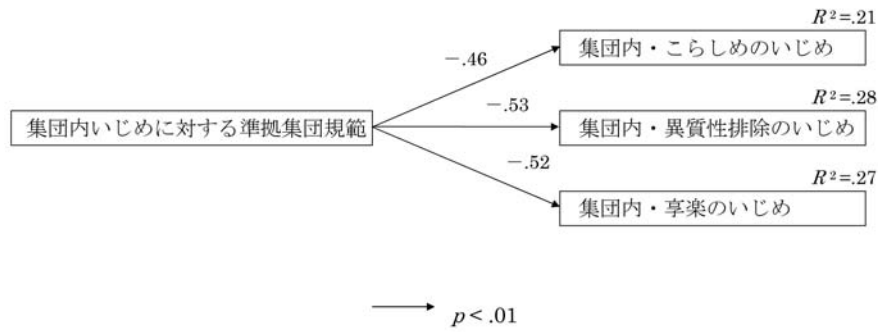 R²=.21
集団内・こらしめのいじめ
−.46
R²=.28
−.53
集団内いじめに対する準拠集団規範
集団内・異質性排除のいじめ
−.52
R²=.27
集団内・享楽のいじめ
p<.01